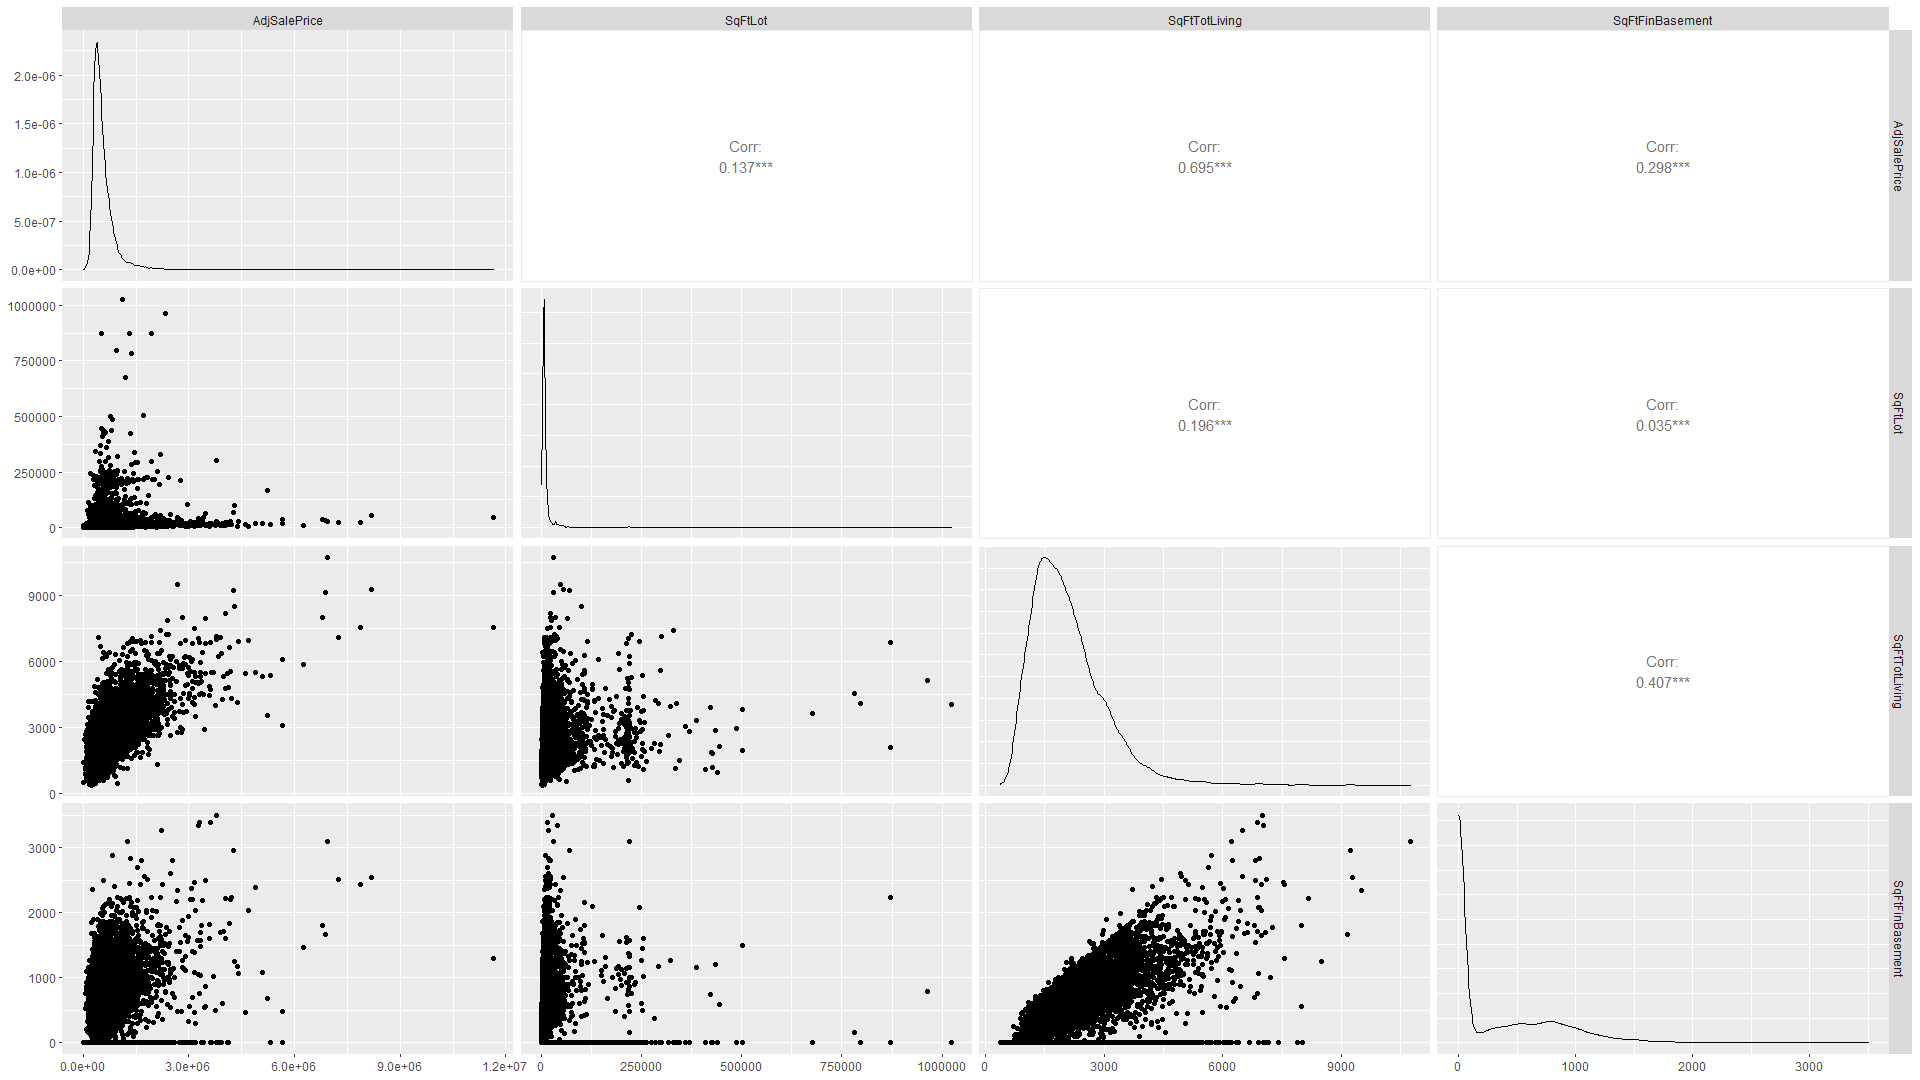 AdjSalePrice
SqFtLot
SqFtTotLiving
SqFtFinBasement
2.0e-06
1.5e-06
1.0e-06
5.0e-07
0.0e+00
Corr:
0.137***
Corr:
0.695***
Corr:
0.298***
AdjSalePrice
1000000
750000
500000
250000
0
Corr:
0.196***
Corr:
0.035***
SqFtLot
9000
6000
3000
0
Corr:
0.407***
SqFtTotLiving
3000
2000
1000
0
SqFtFinBasement
0.0e+00
3.0e+06
6.0e+06
9.0e+06
1.2e+07
0
250000
500000
750000
1000000
0
3000
6000
9000
0
1000
2000
3000